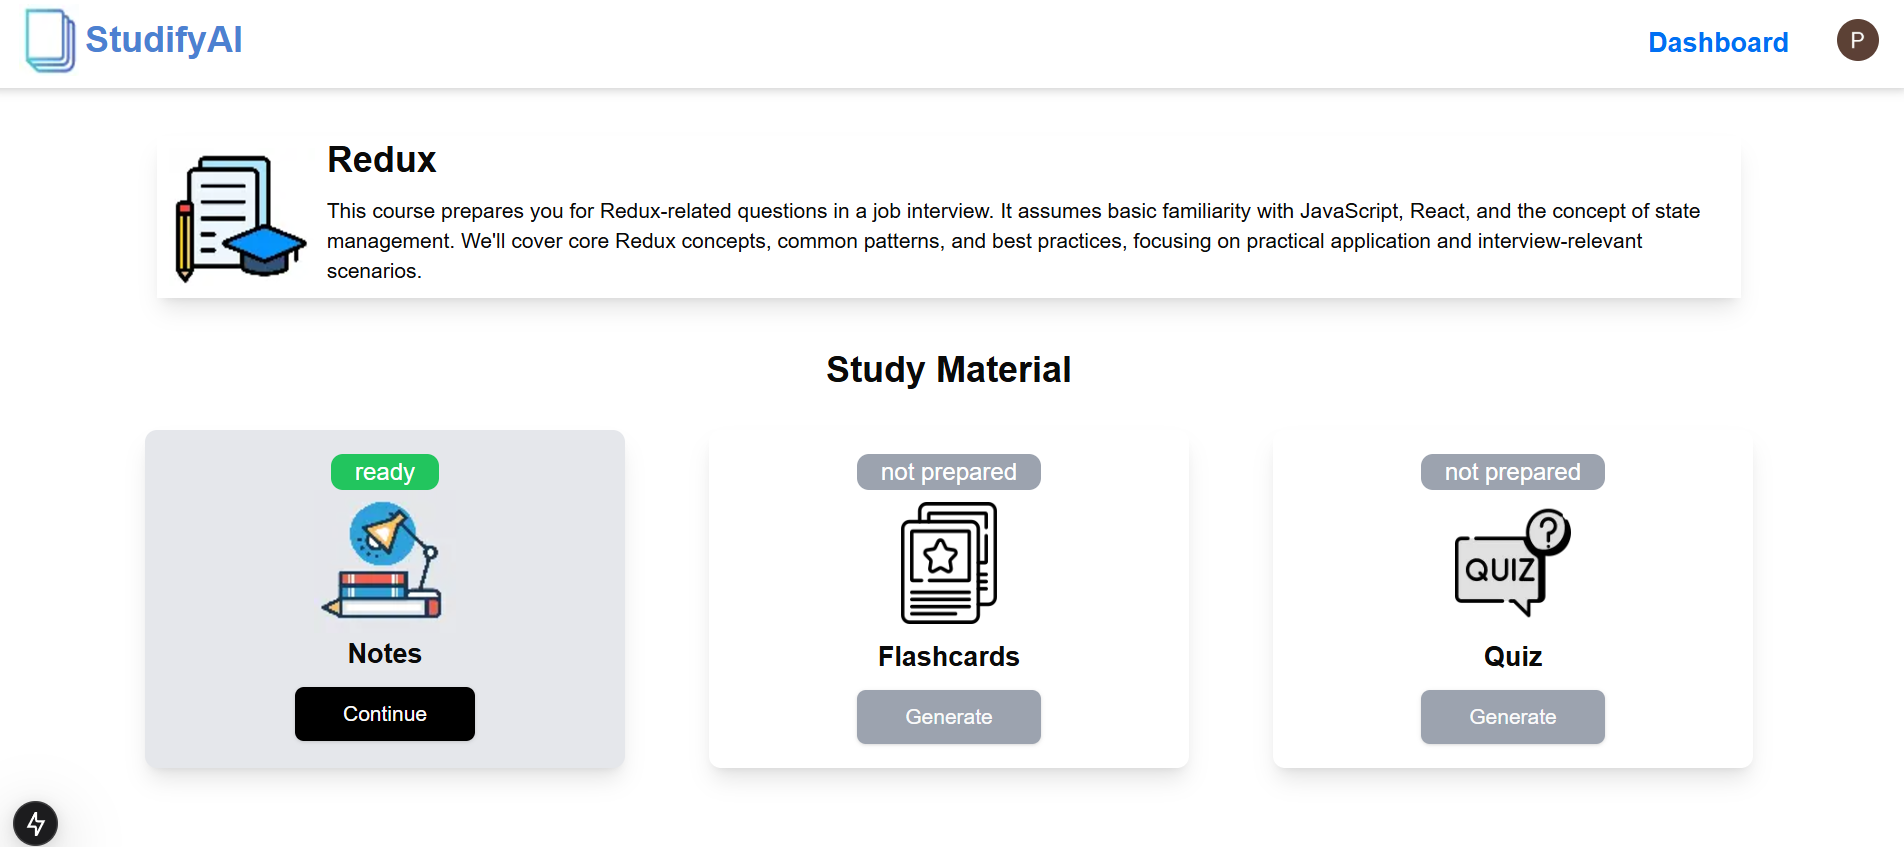 StudifyAI
Dashboard
P
Redux
This course prepares you for Redux-related questions in a job interview. It assumes basic familiarity with JavaScript, React, and the concept of state
management. We'll cover core Redux concepts, common patterns, and best practices, focusing on practical application and interview-relevant
scenarios.
Study Material
ready
Notes
Continue
not prepared
Flashcards
Generate
not prepared
?
QUIZ
Quiz
Generate